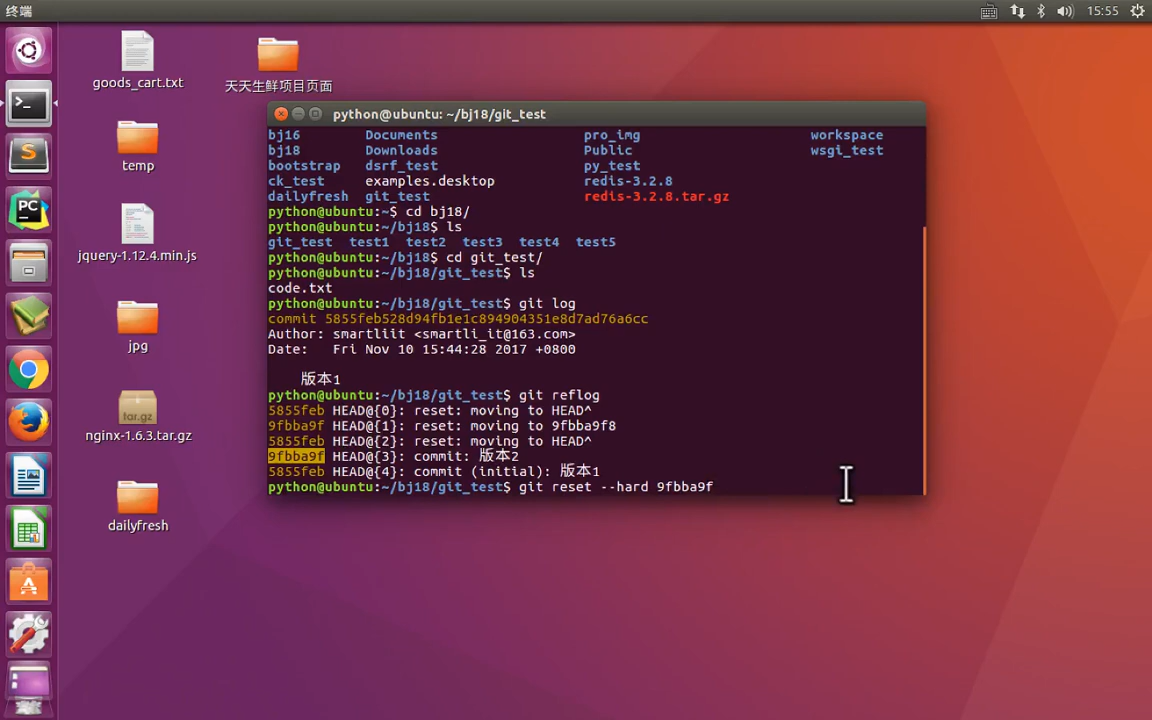 终端
15:55
goods_cart.txt
天天生鲜项目页面
temp
jquery-1.12.4.min.js
jpg
tar.gz
nginx-1.6.3.tar.gz
dailyfresh
python@ubuntu: ~/bj18/git_test
bj16 Documents pro_img workspace
bj18 Downloads Public wsgi_test
bootstrap dsrf_test py_test
ck_test examples.desktop redis-3.2.8
dailyfresh git_test redis-3.2.8.tar.gz
python@ubuntu:~$ cd bj18/
python@ubuntu:~/bj18$ ls
git_test test1 test2 test3 test4 test5
python@ubuntu:~/bj18$ cd git_test/
python@ubuntu:~/bj18/git_test$ ls
code.txt
python@ubuntu:~/bj18/git_test$ git log
commit 5855feb528d94fb1e1c894904351e8d7ad76a6cc
Author: smartliit <smartli_it@163.com>
Date: Fri Nov 10 15:44:28 2017 +0800
版本1
python@ubuntu:~/bj18/git_test$ git reflog
5855feb HEAD@{0}: reset: moving to HEAD^
9fbba9f HEAD@{1}: reset: moving to 9fbba9f8
5855feb HEAD@{2}: reset: moving to HEAD^
9fbba9f HEAD@{3}: commit: 版本2
5855feb HEAD@{4}: commit (initial): 版本1
python@ubuntu:~/bj18/git_test$ git reset --hard 9fbba9f